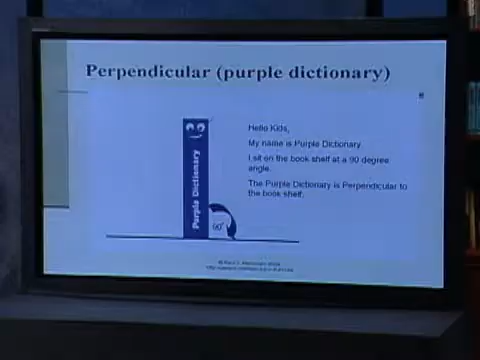 Perpendicular (purple dictionary)
Hello Kids,
My name is Purple Dictionary.
I sit on the book shelf at a 90 degree
angle.
The Purple Dictionary is Perpendicular to
the book shelf.
Purple Dictionary
90